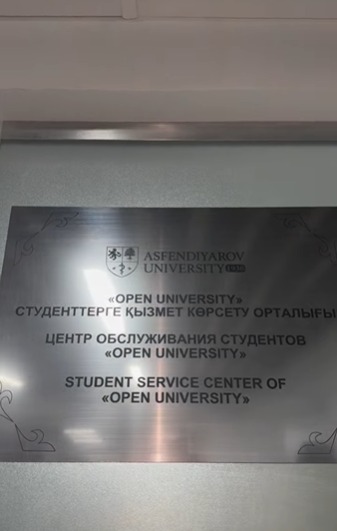 ASFENDIYAROV
UNIVERSITY 1930
«OPEN UNIVERSITY»
СТУДЕНТТЕРГЕ ҚЫЗМЕТ КӨРСЕТУ ОРТАЛЫҒЫ
ЦЕНТР ОБСЛУЖИВАНИЯ СТУДЕНТОВ
«OPEN UNIVERSITY»
STUDENT SERVICE CENTER OF
«OPEN UNIVERSITY»